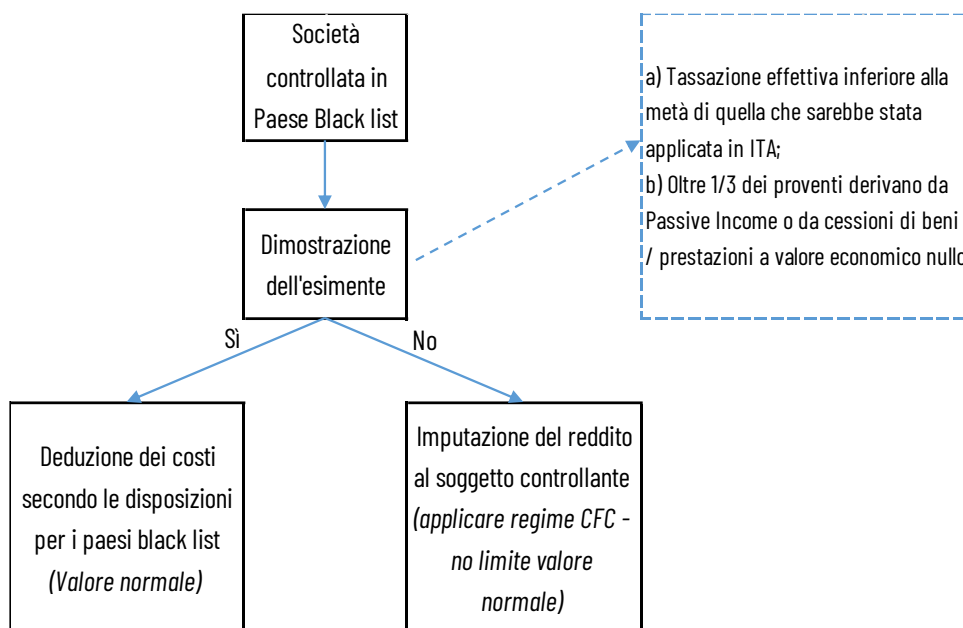 Società
controllata in
Paese Black list
a) Tassazione effettiva inferiore alla
metà di quella che sarebbe stata
applicata in ITA;
b) Oltre 1/3 dei proventi derivano da
Passive Income o da cessioni di beni
/ prestazioni a valore economico nullo
Dimostrazione
dell'esimente
Sì
No
Deduzione dei costi
secondo le disposizioni
per i paesi black list
(Valore normale)
Imputazione del reddito
al soggetto controllante
(applicare regime CFC -
no limite valore
normale)